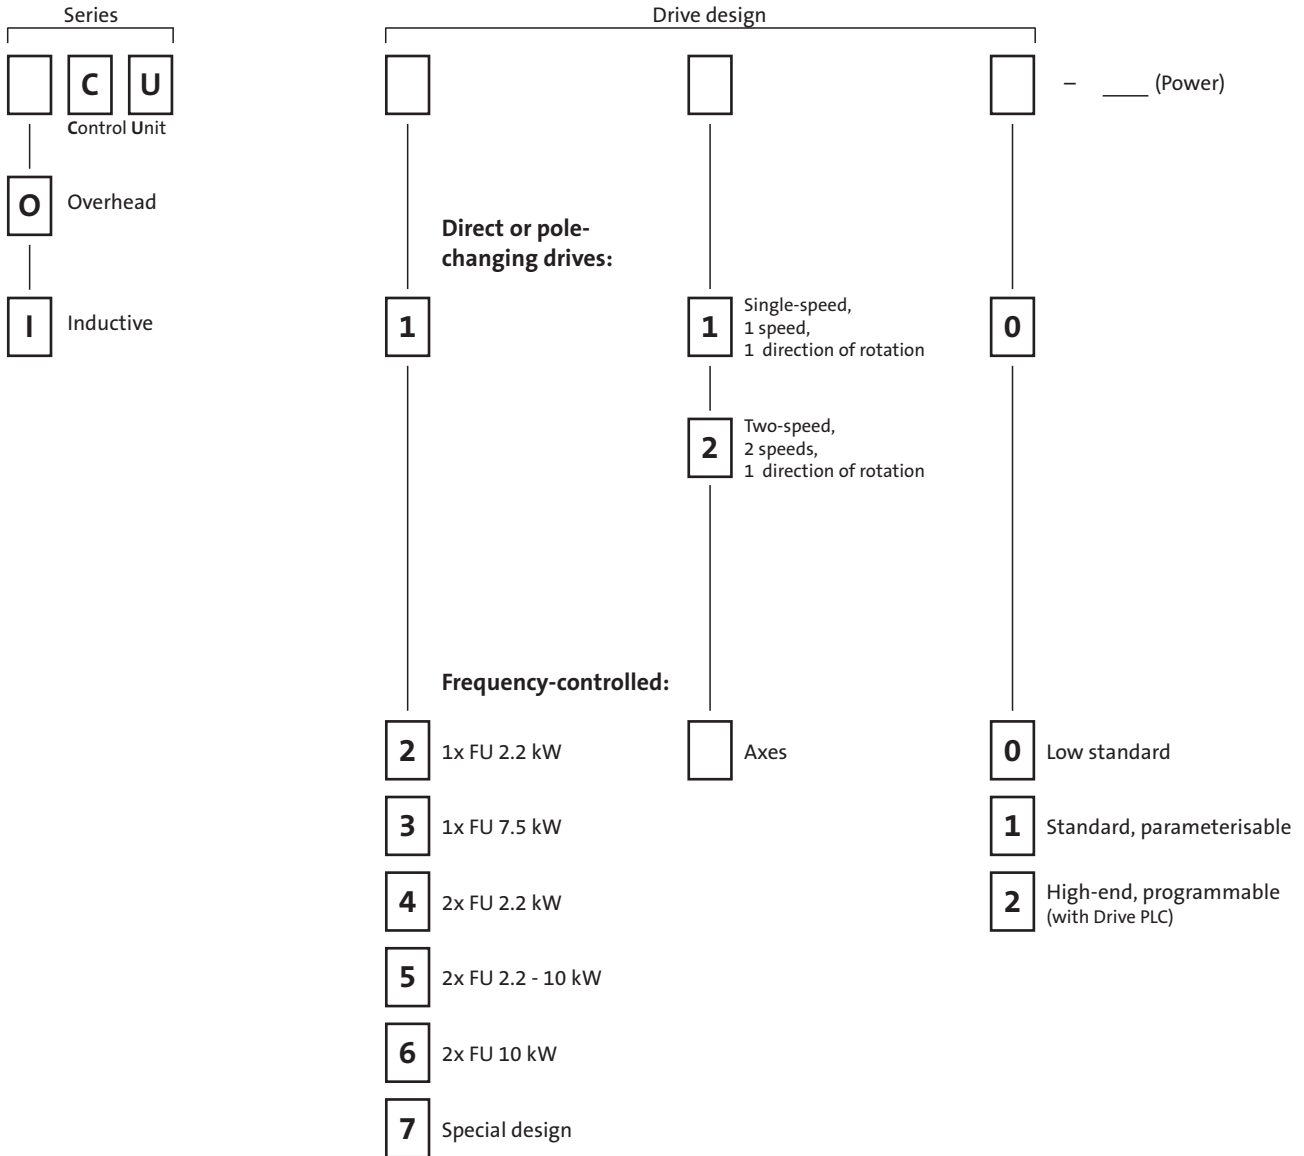 Series
Drive design
C U
– ____ (Power)
Control Unit
O Overhead
Direct or pole-
changing drives:
I Inductive
1
1 Single-speed,
1 speed,
1 direction of rotation
0
2 Two-speed,
2 speeds,
1 direction of rotation
Frequency-controlled:
2 1x FU 2.2 kW
Axes
0 Low standard
3 1x FU 7.5 kW
1 Standard, parameterisable
4 2x FU 2.2 kW
2 High-end, programmable
(with Drive PLC)
5 2x FU 2.2 - 10 kW
6 2x FU 10 kW
7 Special design